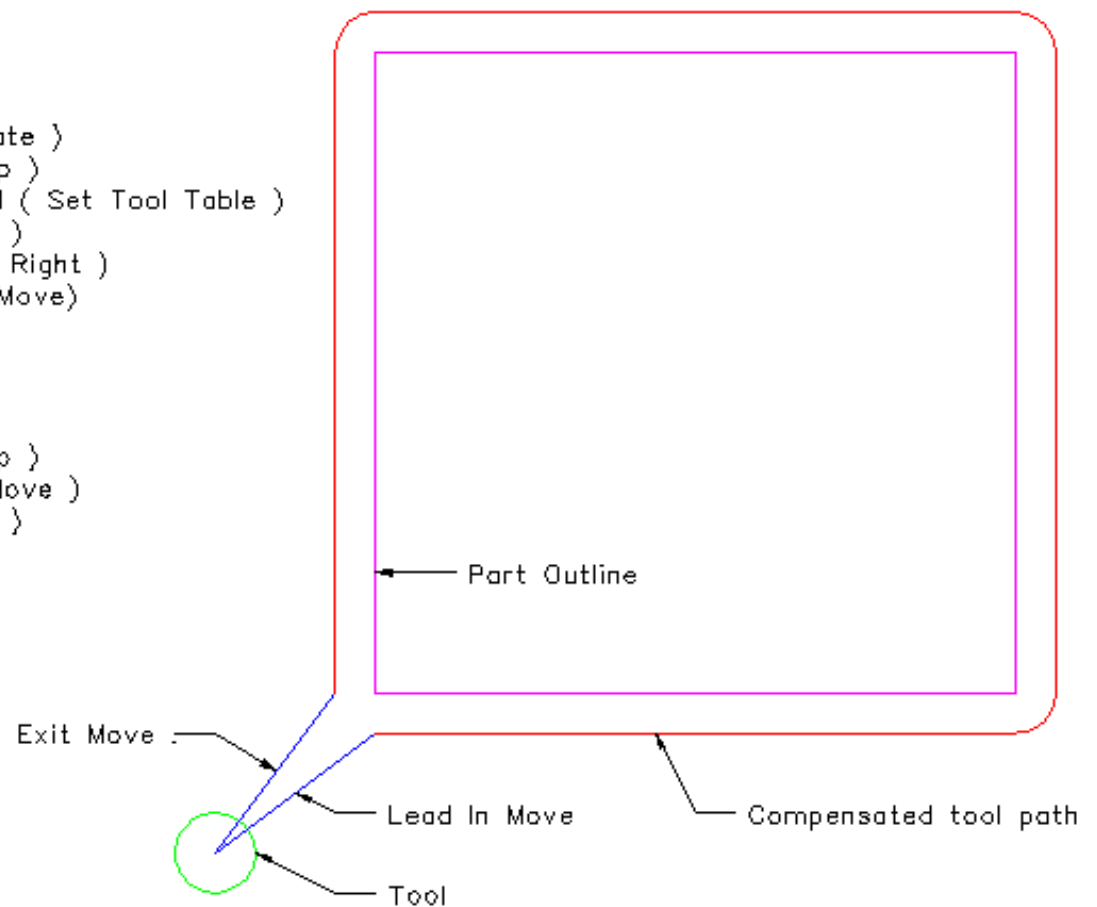 ate )
p )
( Set Tool Table )
)
Right )
Move)
p )
Move )
)
Part Outline
Exit Move
Lead In Move
Compensated tool path
Tool